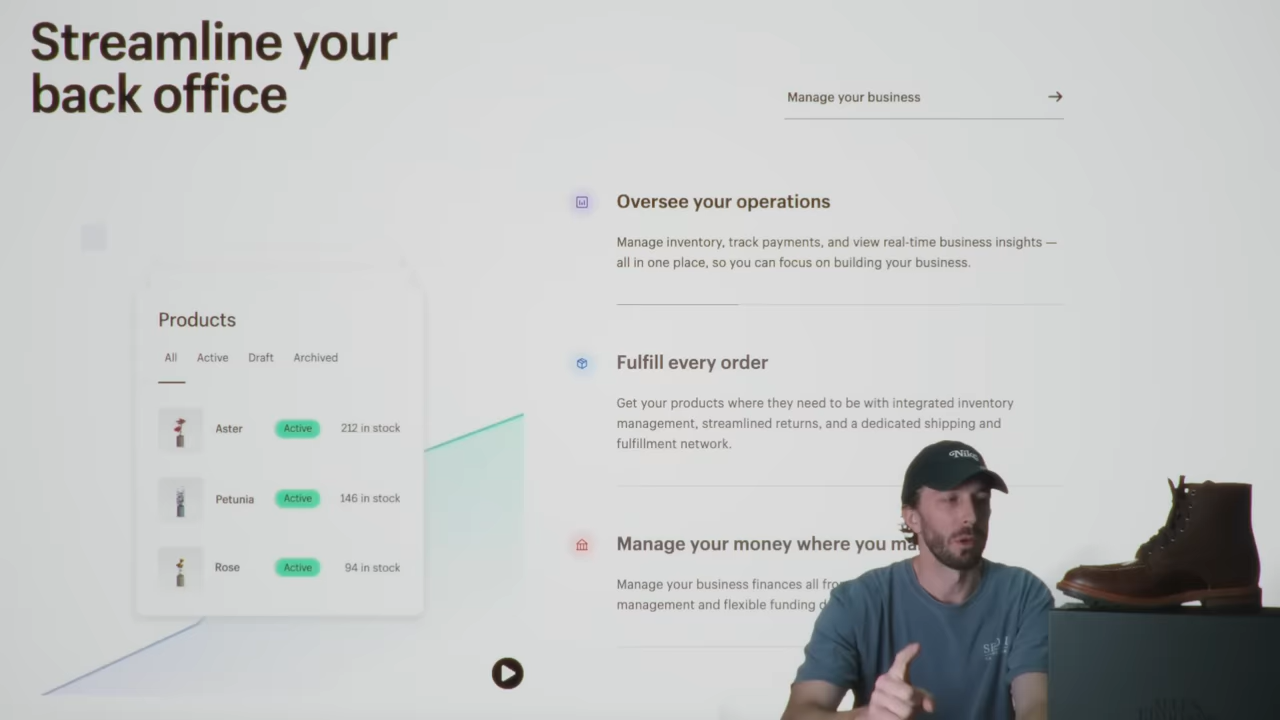 Streamline your
back office
Manage your business
Oversee your operations
Manage inventory, track payments, and view real-time business insights —
all in one place, so you can focus on building your business.
Products
All Active Draft Archived
Aster Active 212 in stock
Petunia Active 146 in stock
Rose Active 94 in stock
Fulfill every order
Get your products where they need to be with integrated inventory
management, streamlined returns, and a dedicated shipping and
fulfillment network.
Manage your money where you
Manage your business finances all
management and flexible funding